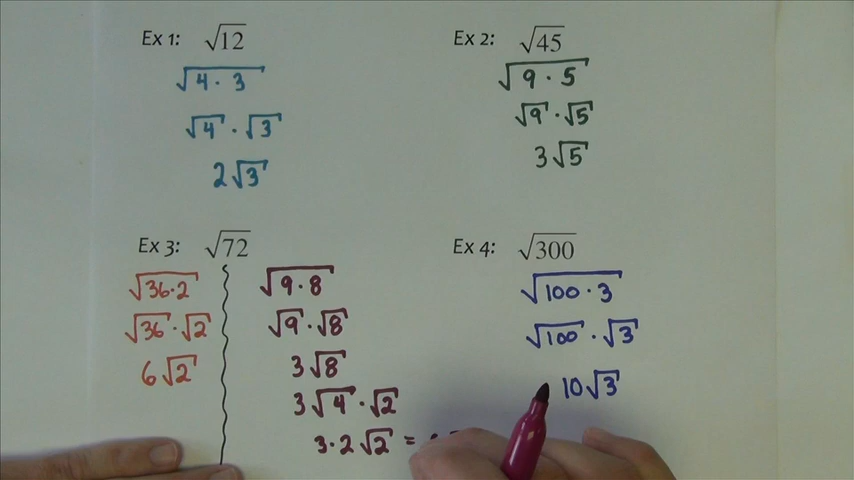 Ex 1: √12
√4 · 3
√4 · √3
2√3
Ex 2: √45
√9 · 5
√9 · √5
3√5
Ex 3: √72
√36·2
√36 · √2
6√2
√9 · 8
√9 · √8
3√8
3√4 · √2
3·2√2 =
Ex 4: √300
√100 · 3
√100 · √3
10√3